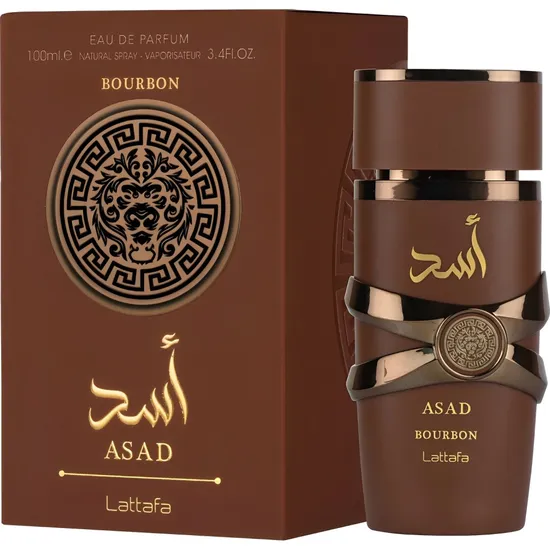 EAU DE PARFUM
100ml.e NATURAL SPRAY - VAPORISATEUR 3.4FL.OZ.
BOURBON
أسد
ASAD
Lattafa
أسد
ASAD
BOURBON
Lattafa